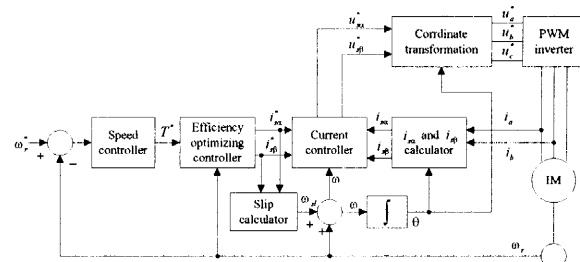 u*sα
u*sβ
Corrdinate
transformation
u*a
u*b
u*c
PWM
inverter
ω*r
+
−
Speed
controller
T*
Efficiency
optimizing
controller
i*sα
i*sβ
Current
controller
isα
isβ
isα and isβ
calculator
ia
ib
ω
Slip
calculator
ωsl
+
+
ω
∫
θ
IM
ωr